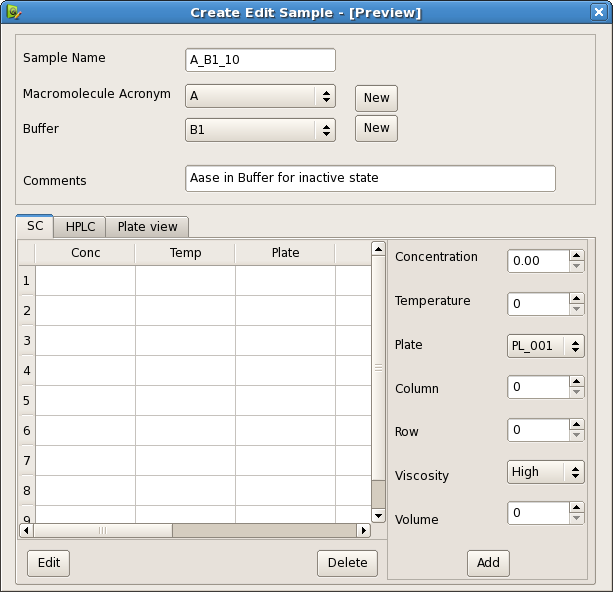 Create Edit Sample - [Preview]
Sample Name A_B1_10
Macromolecule Acronym A New
Buffer B1 New
Comments Aase in Buffer for inactive state
SC HPLC Plate view
Conc Temp Plate
1
2
3
4
5
6
7
8
9
Concentration 0.00
Temperature 0
Plate PL_001
Column 0
Row 0
Viscosity High
Volume 0
Edit Delete Add